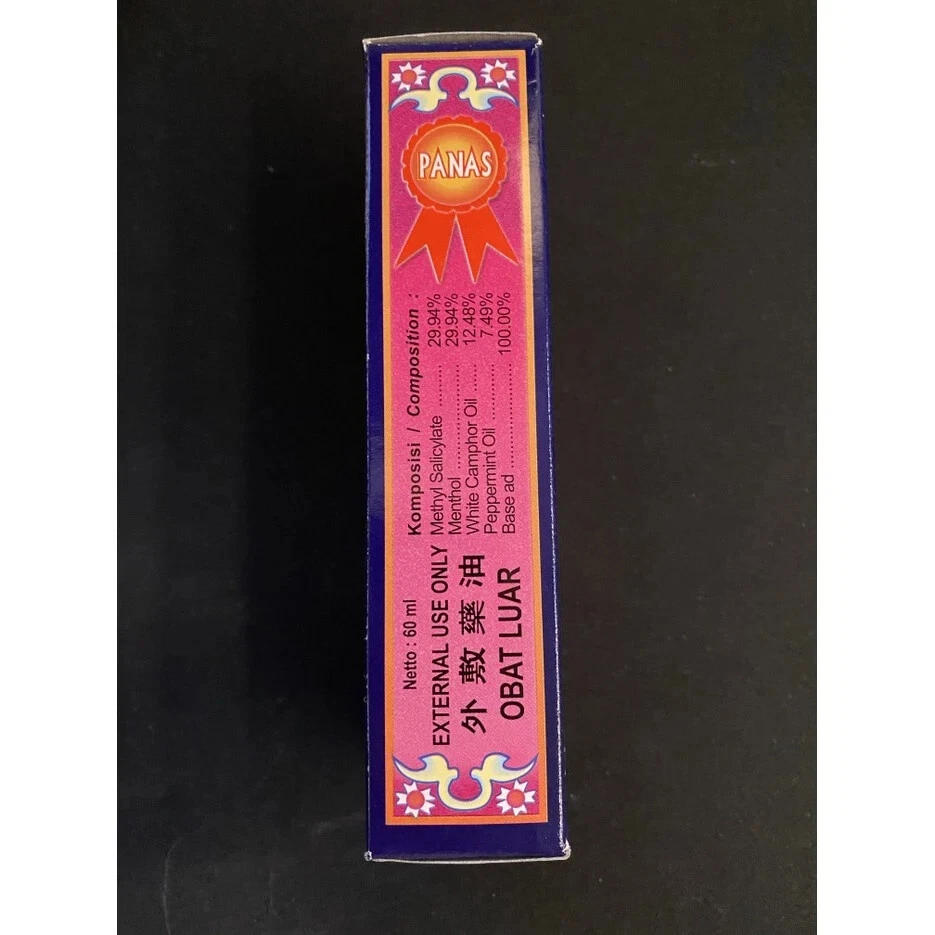 PANAS
Netto : 60 ml
EXTERNAL USE ONLY
外敷藥油
OBAT LUAR
Komposisi / Composition :
Methyl Salicylate .......... 29.94%
Menthol .................... 29.94%
White Camphor Oil ...... 12.48%
Peppermint Oil ............ 7.49%
Base ad ..................... 100.00%